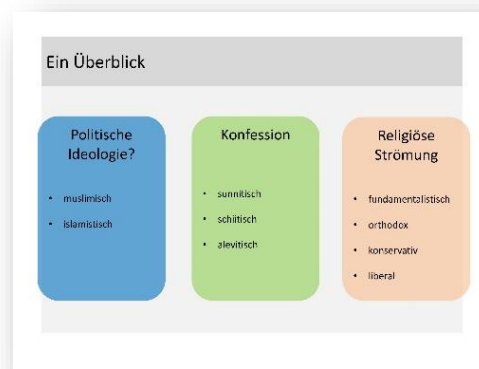 Ein Überblick
Politische
Ideologie?
• muslimisch
• islamistisch
Konfession
• sunnitisch
• schiitisch
• alevitisch
Religiöse
Strömung
• fundamentalistisch
• orthodox
• konservativ
• liberal